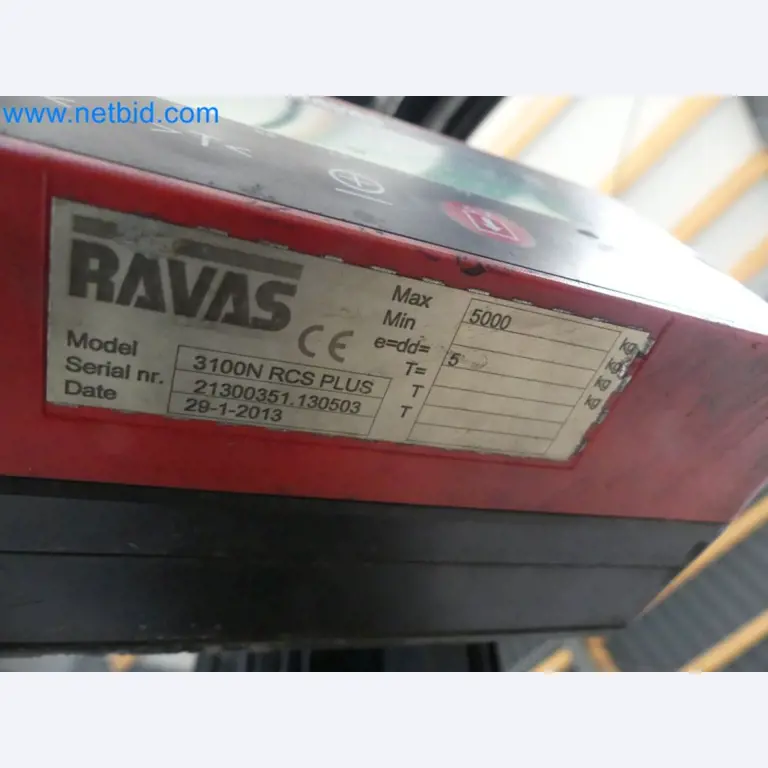 www.netbid.com
RAVAS
CE
Model 3100N RCS PLUS
Serial nr. 21300351.130503
Date 29-1-2013
Max 5000 kg
Min kg
e=dd= 5 kg
T= kg
T
T